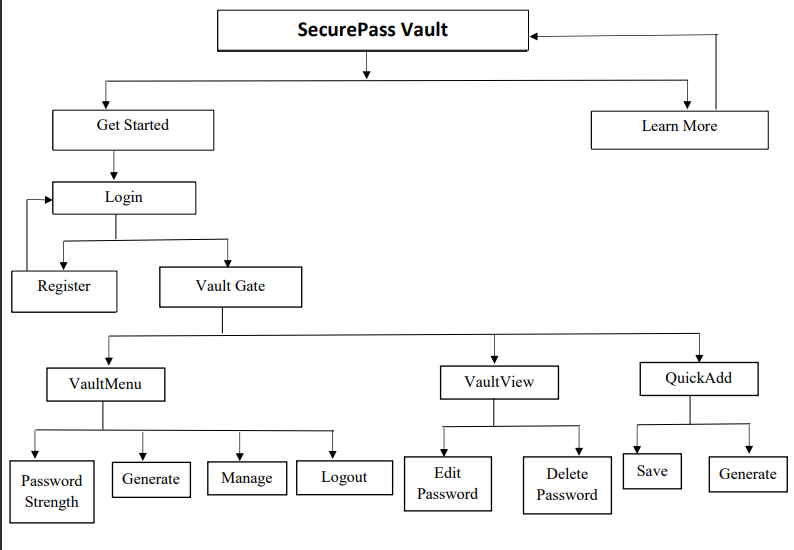 SecurePass Vault
Get Started
Learn More
Login
Register
Vault Gate
VaultMenu
VaultView
QuickAdd
Password
Strength
Generate
Manage
Logout
Edit
Password
Delete
Password
Save
Generate